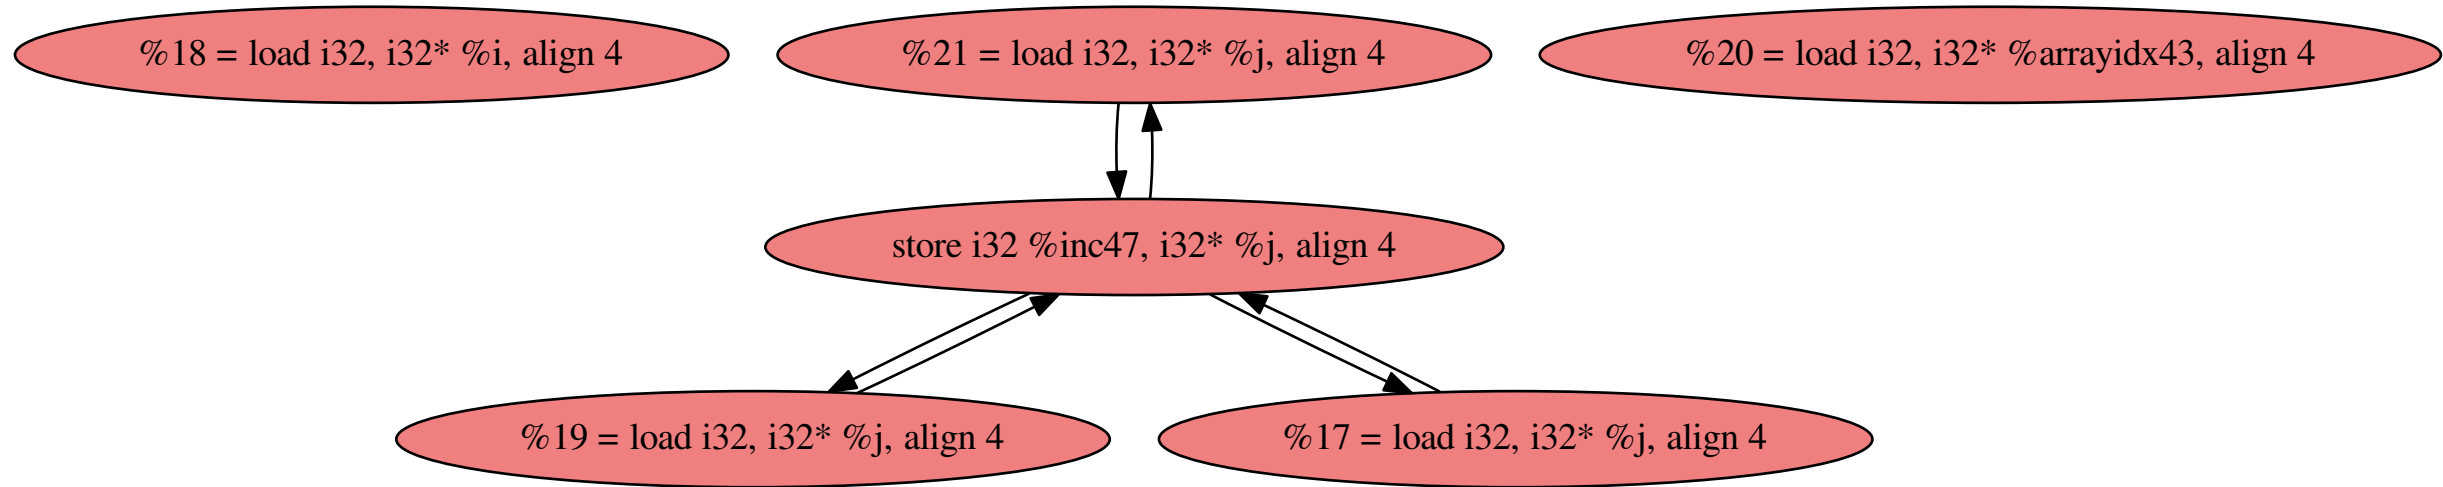 %18 = load i32, i32* %i, align 4
%21 = load i32, i32* %j, align 4
%20 = load i32, i32* %arrayidx43, align 4
store i32 %inc47, i32* %j, align 4
%19 = load i32, i32* %j, align 4
%17 = load i32, i32* %j, align 4